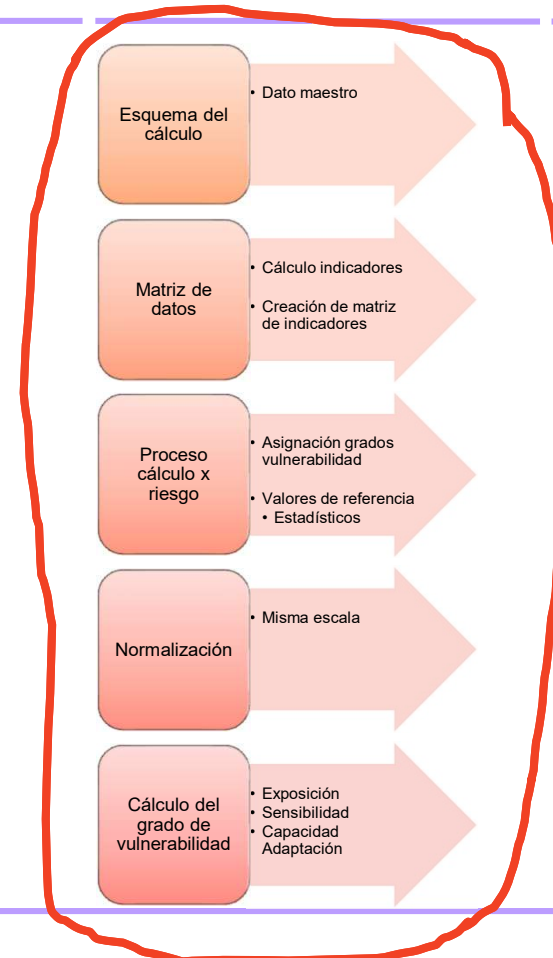 Esquema del
cálculo
• Dato maestro
Matriz de
datos
• Cálculo indicadores
• Creación de matriz
de indicadores
Proceso
cálculo x
riesgo
• Asignación grados
vulnerabilidad
• Valores de referencia
• Estadísticos
Normalización
• Misma escala
Cálculo del
grado de
vulnerabilidad
• Exposición
• Sensibilidad
• Capacidad
Adaptación